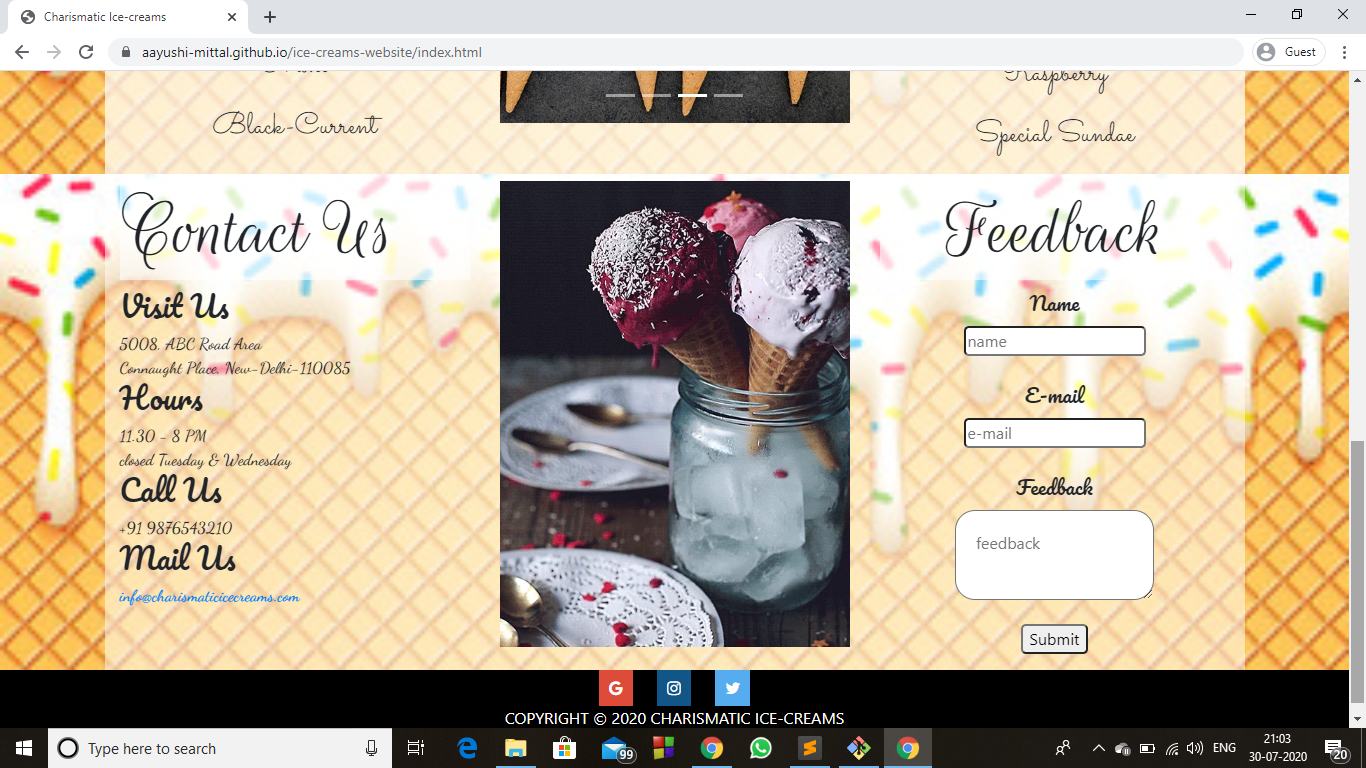 Charismatic Ice-creams
aayushi-mittal.github.io/ice-creams-website/index.html
Guest
Raspberry
Black-Current
Special Sundae
Contact Us
Visit Us
5008, ABC Road Area
Connaught Place, New-Delhi-110085
Hours
11.30 - 8 PM
closed Tuesday & Wednesday
Call Us
+91 9876543210
Mail Us
info@charismaticicecreams.com
Feedback
Name
name
E-mail
e-mail
Feedback
feedback
Submit
G
COPYRIGHT © 2020 CHARISMATIC ICE-CREAMS
Type here to search
99
ENG
21:03
30-07-2020
20